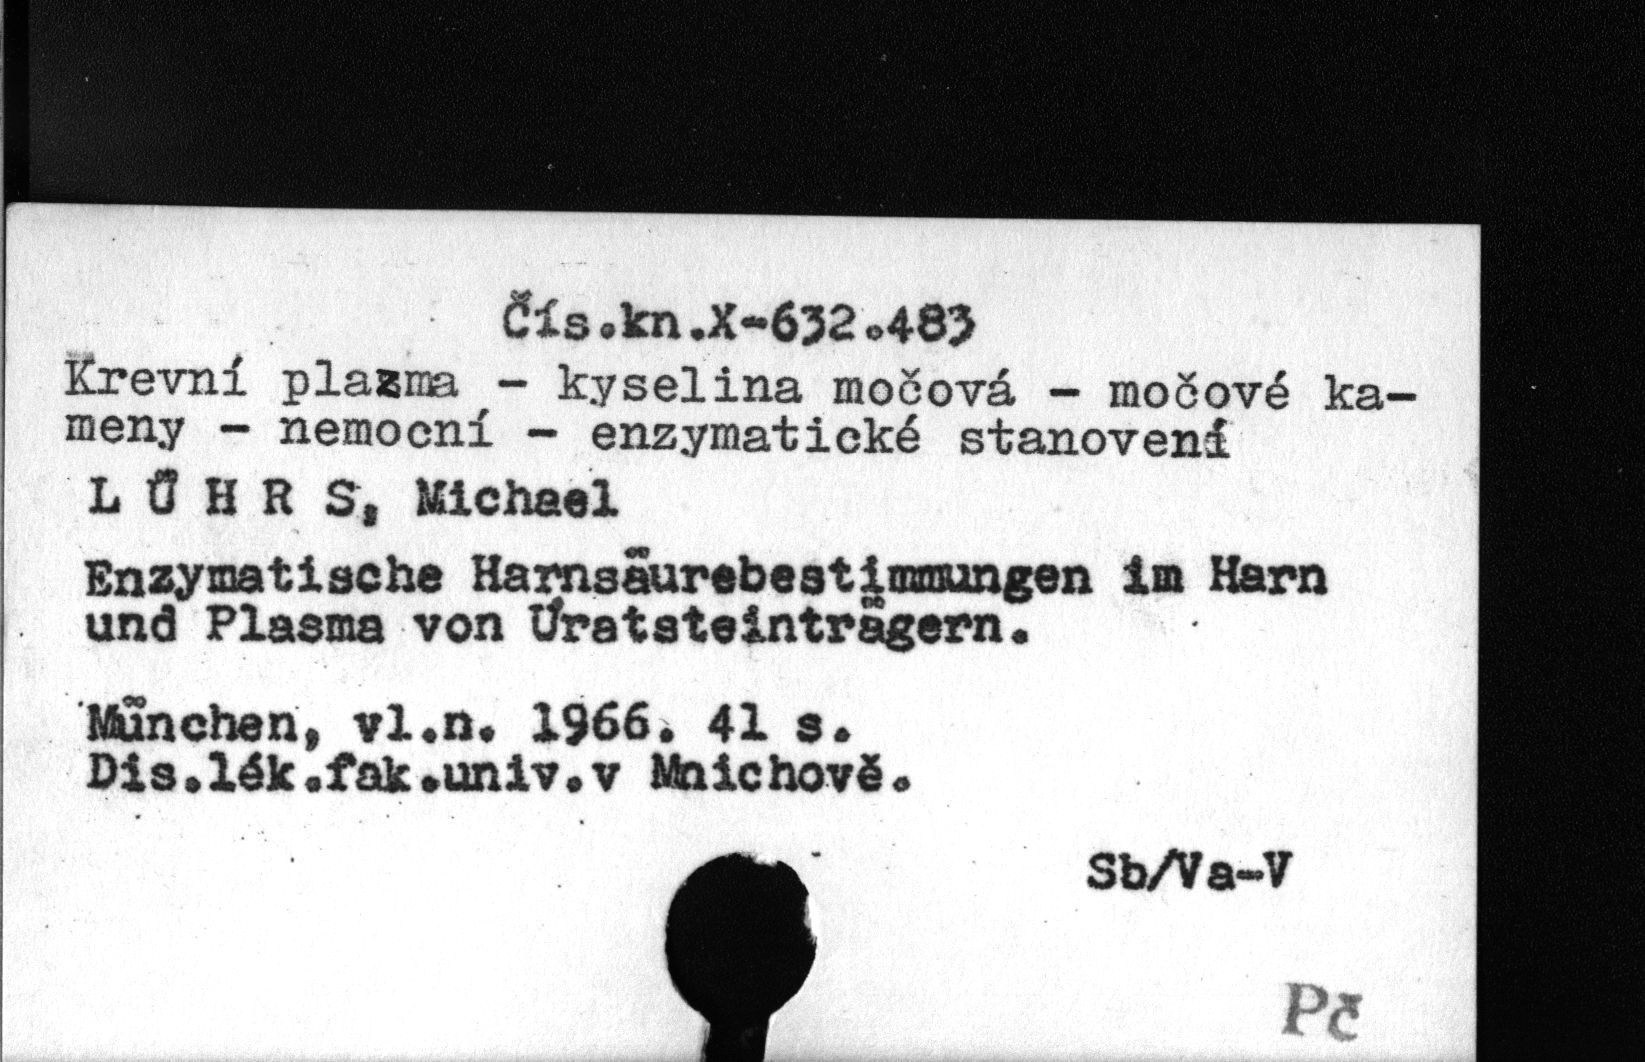 Čís.kn.X-632.483
Krevní plazma - kyselina močová - močové ka-
meny - nemocní - enzymatické stanovení
L Ü H R S, Michael
Enzymatische Harnsäurebestimmungen im Harn
und Plasma von Uratsteinträgern.
München, vl.n. 1966. 41 s.
Dis.lék.fak.univ.v Mnichově.
Sb/Va-V
Pč